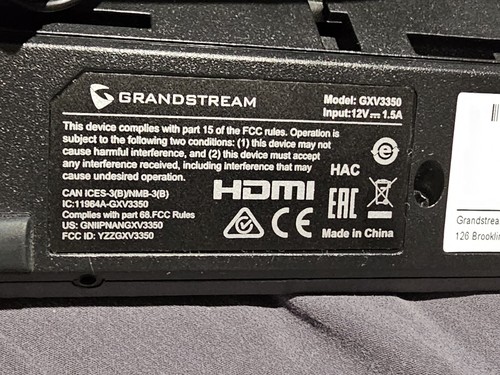 GRANDSTREAM
Model: GXV3350
Input:12V⎓ 1.5A
This device complies with part 15 of the FCC rules. Operation is
subject to the following two conditions: (1) this device may not
cause harmful interference, and (2) this device must accept
any interference received, including interference that may
cause undesired operation.
HAC
CAN ICES-3(B)/NMB-3(B)
IC:11964A-GXV3350
Complies with part 68.FCC Rules
US: GNIIPNANGXV3350
FCC ID: YZZGXV3350
HDMI
EAC
CE
Made in China
Grandstrea
126 Brooklin